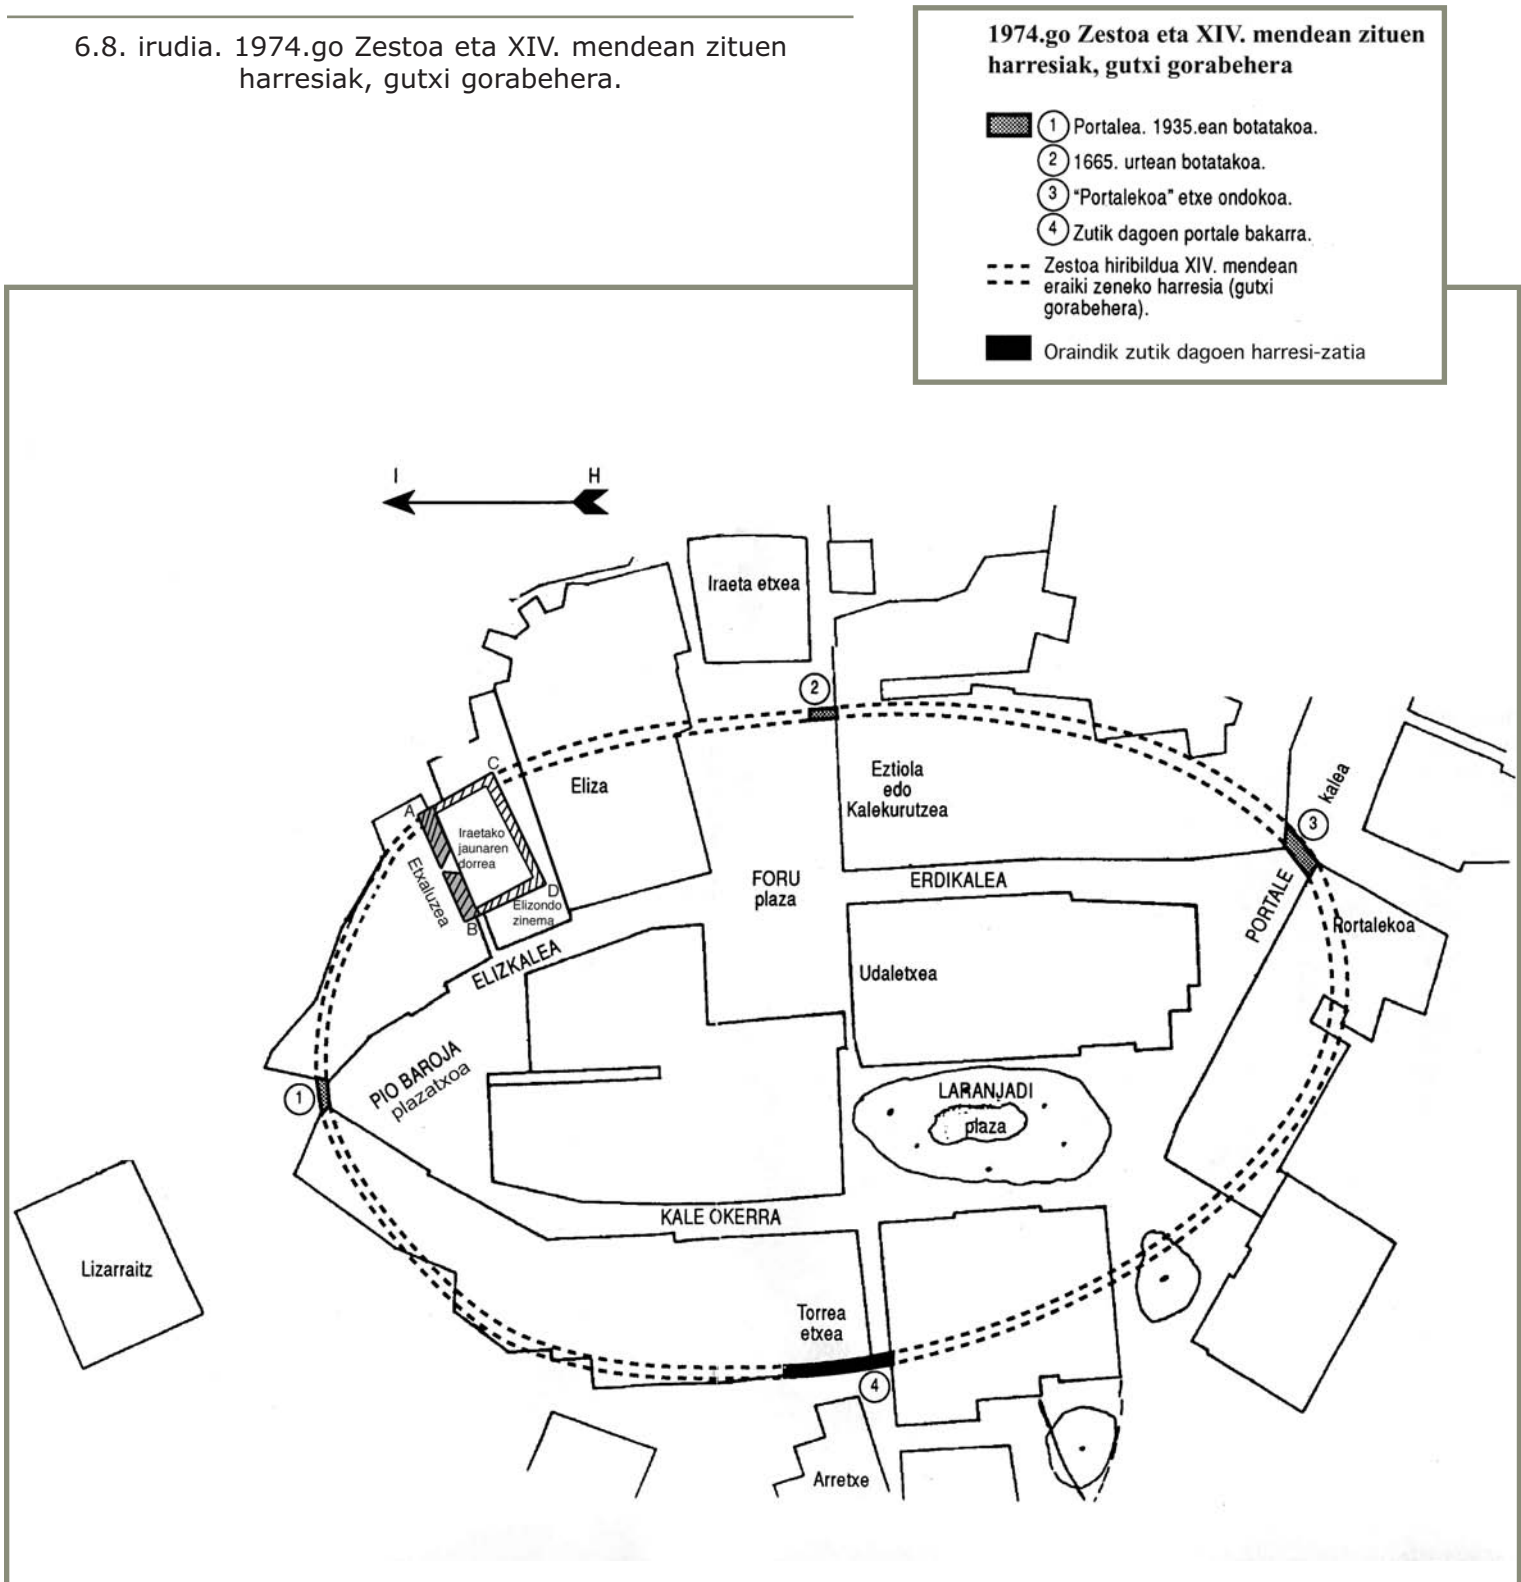 6.8. irudia. 1974.go Zestoa eta XIV. mendean zituen
harresiak, gutxi gorabehera.
1974.go Zestoa eta XIV. mendean zituen
harresiak, gutxi gorabehera
1 Portalea. 1935.ean botatakoa.
2 1665. urtean botatakoa.
3 “Portalekoa” etxe ondokoa.
4 Zutik dagoen portale bakarra.
Zestoa hiribildua XIV. mendean
eraiki zeneko harresia (gutxi
gorabehera).
Oraindik zutik dagoen harresi-zatia
I H
Iraeta etxea
2
C
Eliza
Eztiola
edo
Kalekurutzea
kalea
3
A
Iraetako
jaunaren
dorrea
Etxaluzea
D
B
Elizondo
zinema
FORU
plaza
ERDIKALEA
PORTALE
Portalekoa
ELIZKALEA
Udaletxea
PIO BAROJA
plazatxoa
1
LARANJADI
plaza
KALE OKERRA
Lizarraitz
Torrea
etxea
4
Arretxe